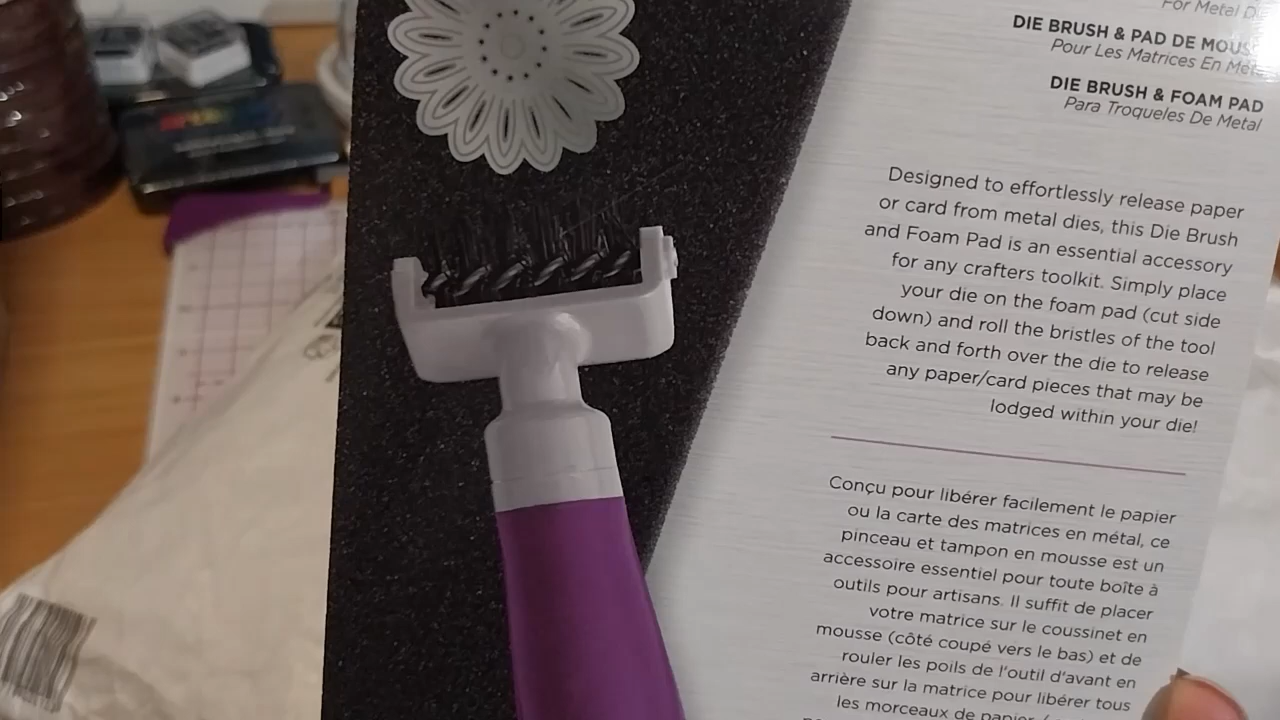 For Metal
DIE BRUSH & PAD DE
Pour Les Matrices En
DIE BRUSH & FOAM PAD
Para Troqueles De Metal
Designed to effortlessly release paper
or card from metal dies, this Die Brush
and Foam Pad is an essential accessory
for any crafters toolkit. Simply place
your die on the foam pad (cut side
down) and roll the bristles of the tool
back and forth over the die to release
any paper/card pieces that may be
lodged within your die!
Conçu pour libérer facilement le papier
ou la carte des matrices en métal, ce
pinceau et tampon en mousse est un
accessoire essentiel pour toute boîte à
outils pour artisans. Il suffit de placer
votre matrice sur le coussinet en
mousse (côté coupé vers le bas) et de
rouler les poils de l'outil d'avant en
arrière sur la matrice pour libérer tous
les morceaux de papier